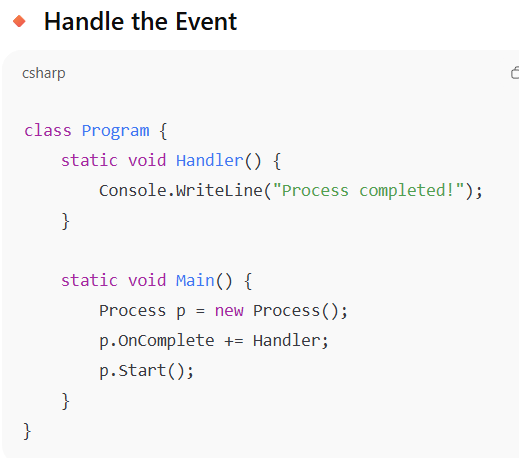 Handle the Event
csharp
class Program {
    static void Handler() {
        Console.WriteLine("Process completed!");
    }

    static void Main() {
        Process p = new Process();
        p.OnComplete += Handler;
        p.Start();
    }
}